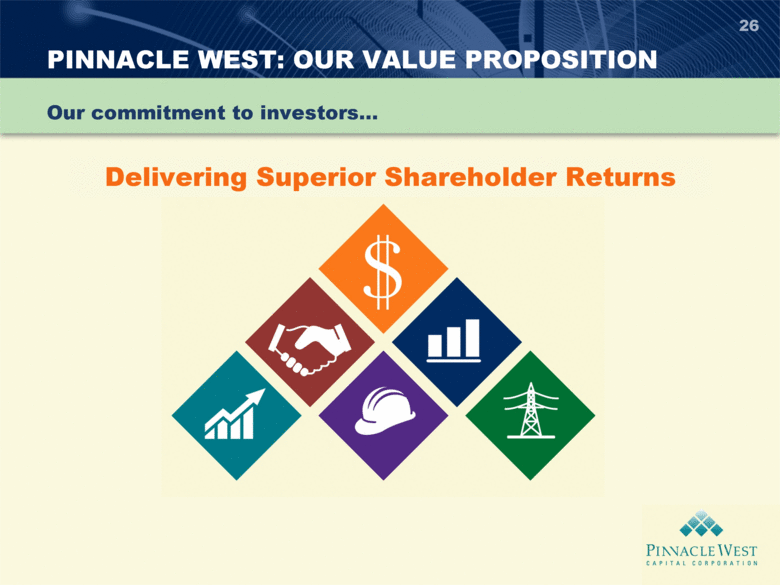 26
PINNACLE WEST: OUR VALUE PROPOSITION
Our commitment to investors...
Delivering Superior Shareholder Returns
$
PINNACLE WEST
CAPITAL CORPORATION